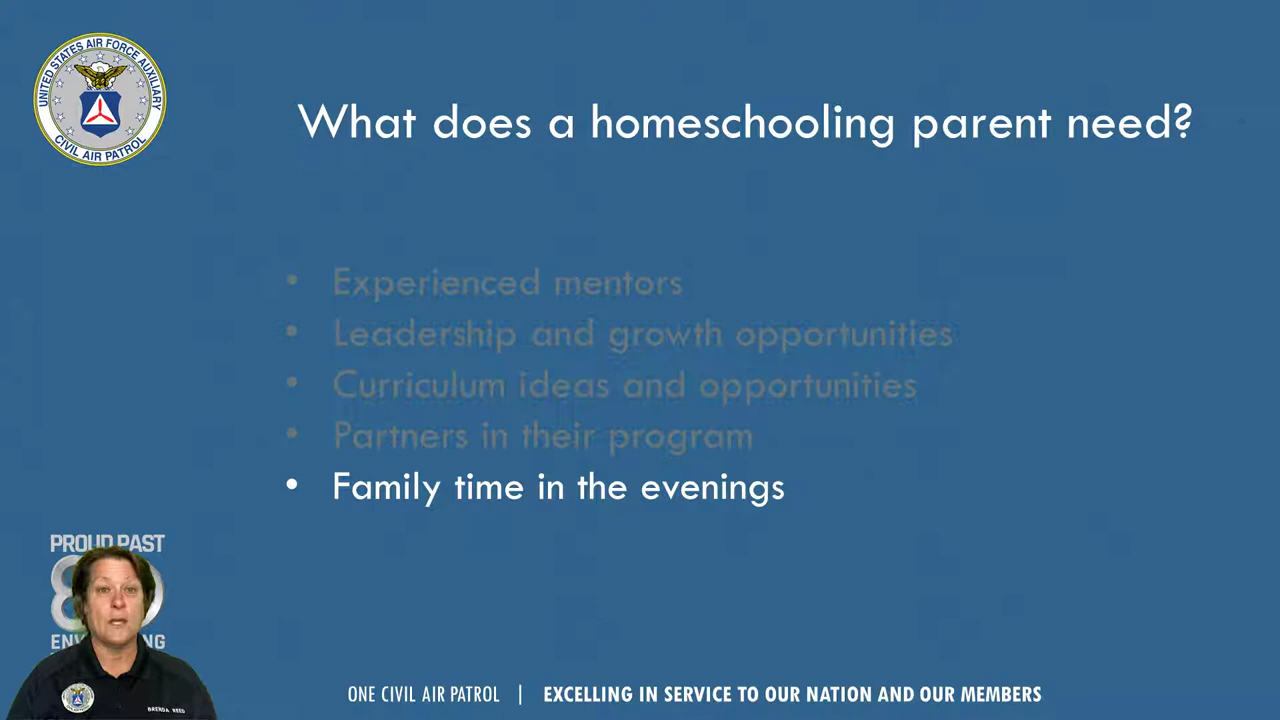 UNITED STATES AIR FORCE AUXILIARY
CIVIL AIR PATROL
What does a homeschooling parent need?
• Experienced mentors
• Leadership and growth opportunities
• Curriculum ideas and opportunities
• Partners in their program
• Family time in the evenings
PROUD PAST
BRENDA REED
ONE CIVIL AIR PATROL | EXCELLING IN SERVICE TO OUR NATION AND OUR MEMBERS